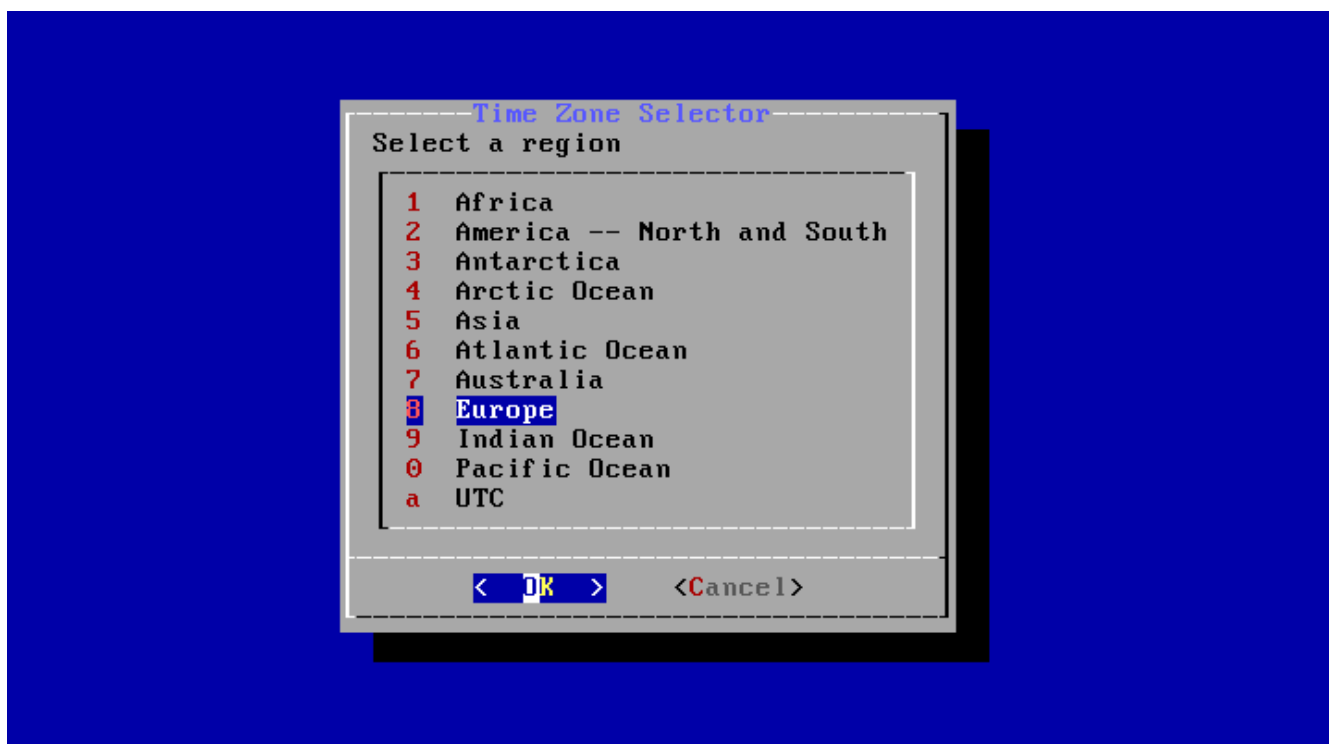 Time Zone Selector
Select a region
1 Africa
2 America -- North and South
3 Antarctica
4 Arctic Ocean
5 Asia
6 Atlantic Ocean
7 Australia
8 Europe
9 Indian Ocean
0 Pacific Ocean
a UTC
< OK > <Cancel>